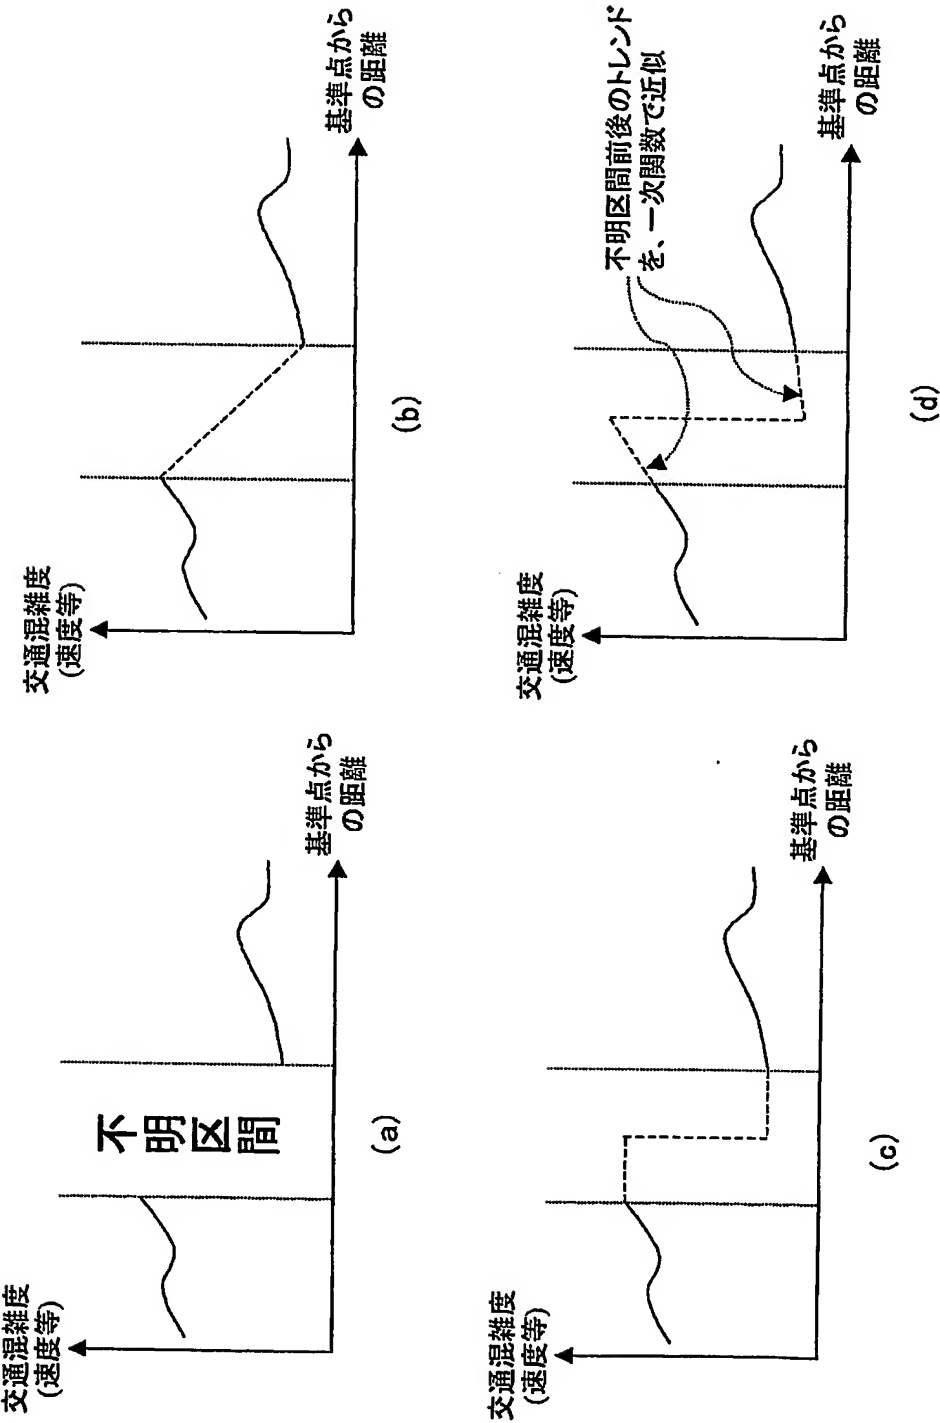 交通混雑度
(速度等)
不明区間
基準点から
の距離
(a)
交通混雑度
(速度等)
基準点から
の距離
(b)
交通混雑度
(速度等)
基準点から
の距離
(c)
交通混雑度
(速度等)
不明区間前後のトレンド
を、一次関数で近似
基準点から
の距離
(d)